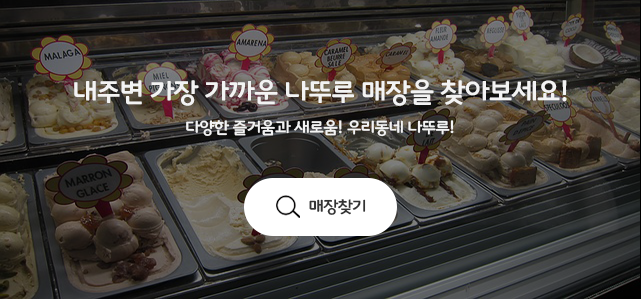 MALAGA
MIEL
AMARENA
CARAMEL
BEURRE
SALE
CARAMEL
FLEUR
내주변 가장 가까운 나뚜루 매장을 찾아보세요!
다양한 즐거움과 새로움! 우리동네 나뚜루!
MARRON
GLACE
매장찾기